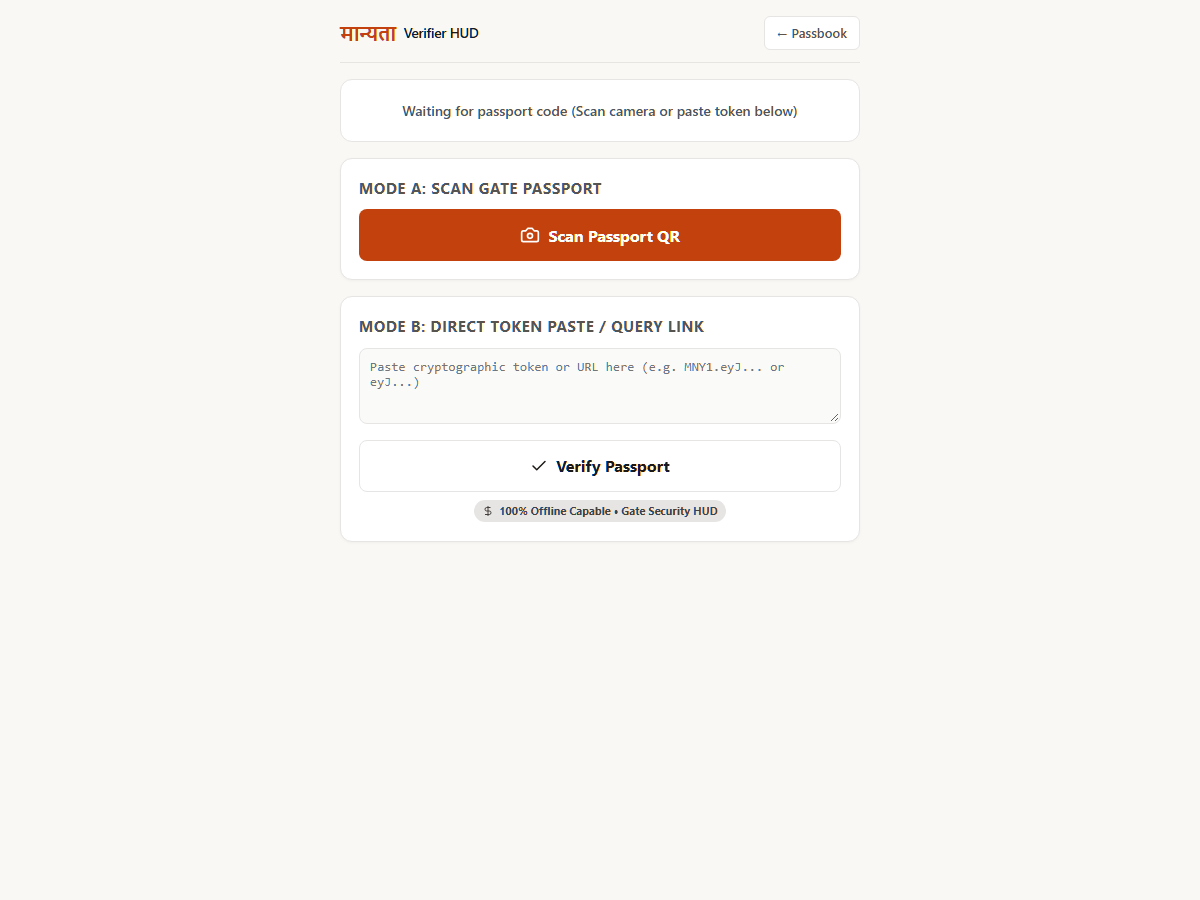 मान्यता Verifier HUD
← Passbook
Waiting for passport code (Scan camera or paste token below)
MODE A: SCAN GATE PASSPORT
Scan Passport QR
MODE B: DIRECT TOKEN PASTE / QUERY LINK
Paste cryptographic token or URL here (e.g. MNY1.eyJ... or
eyJ...)
Verify Passport
$ 100% Offline Capable • Gate Security HUD